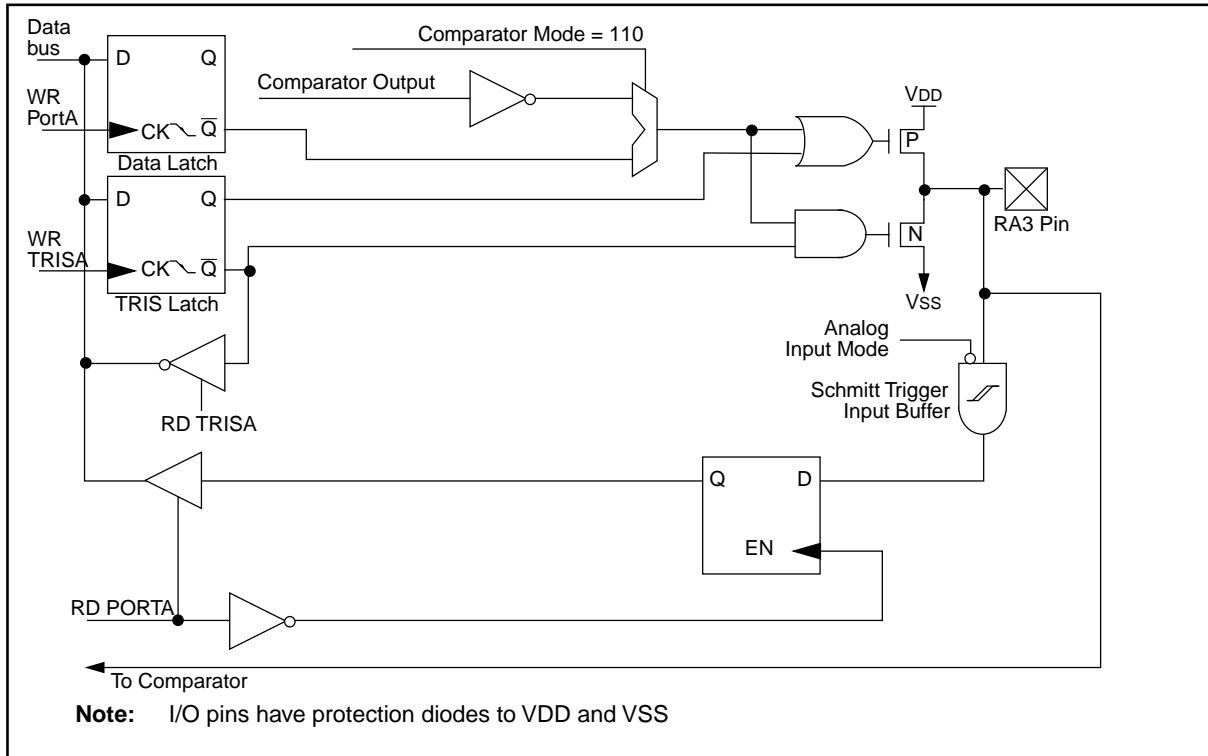 Data
bus
D Q
Comparator Mode = 110
Comparator Output
WR
PortA
CK Q̅
Data Latch
VDD
P
D Q
RA3 Pin
N
WR
TRISA
CK Q̅
TRIS Latch
VSS
Analog
Input Mode
Schmitt Trigger
Input Buffer
RD TRISA
Q D
EN
RD PORTA
To Comparator
Note: I/O pins have protection diodes to VDD and VSS